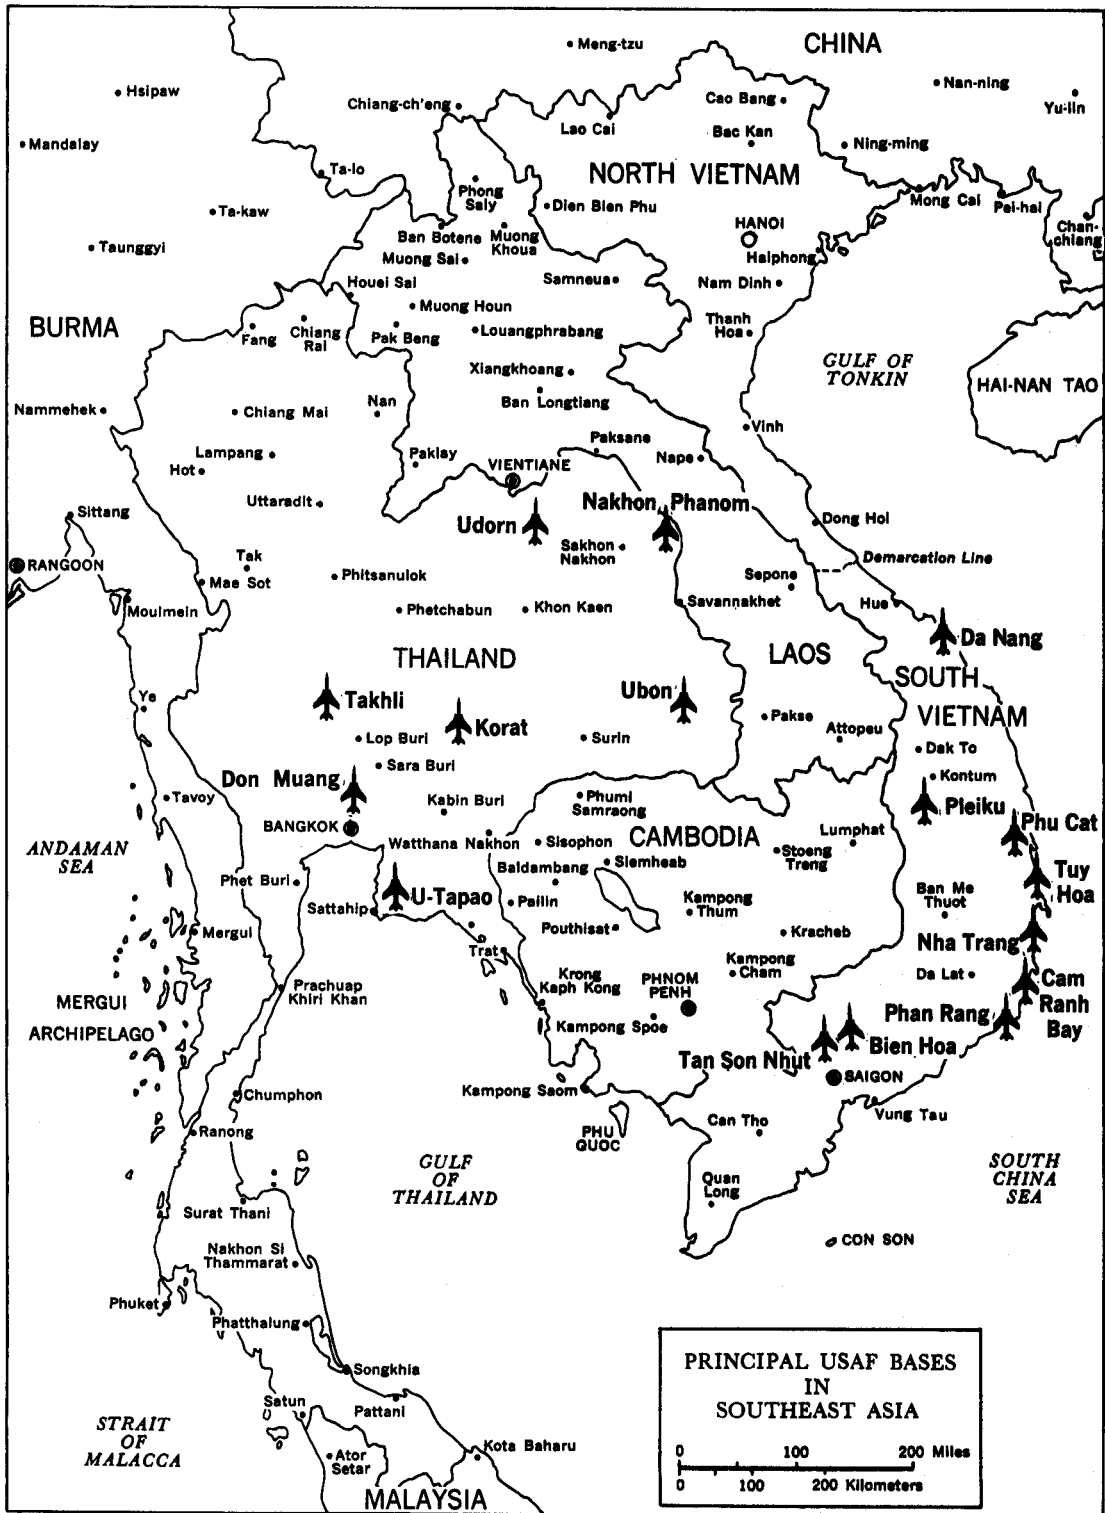 CHINA
Meng-tzu
Hsipaw
Nan-ning
Yu-lin
Chiang-ch'eng
Cao Bang
Lao Cai
Bac Kan
Mandalay
Ning-ming
Ta-lo
NORTH VIETNAM
Phong
Saly
Dien Bien Phu
Mong Cai
Pei-hai
Ta-kaw
HANOI
Chan-
chiang
Ban Botene
Muong
Khoua
Taunggyi
Haiphong
Muong Sai
Samneua
Nam Dinh
Houei Sai
Muong Houn
BURMA
Fang
Chiang
Rai
Pak Beng
Louangphrabang
Thanh
Hoa
GULF OF
TONKIN
Xiangkhoang
HAI-NAN TAO
Ban Longtiang
Nammehek
Chiang Mai
Nan
Vinh
Paksane
Lampang
Hot
Paklay
VIENTIANE
Nape
Uttaradit
Nakhon Phanom
Sittang
Udorn
Dong Hoi
Sakhon
Nakhon
Demarcation Line
RANGOON
Tak
Mae Sot
Phitsanulok
Sepone
Moulmein
Phetchabun
Khon Kaen
Savannakhet
Hue
Da Nang
THAILAND
LAOS
SOUTH
VIETNAM
Ye
Takhli
Ubon
Korat
Pakse
Attopeu
Lop Buri
Surin
Dak To
Sara Buri
Don Muang
Kontum
Tavoy
Kabin Buri
Phumi
Samraong
Pleiku
Phu Cat
BANGKOK
Watthana Nakhon
Sisophon
CAMBODIA
Lumphat
Stoeng
Treng
ANDAMAN
SEA
Siemheab
Baldambang
Tuy
Hoa
Phet Buri
U-Tapao
Pailin
Kampong
Thum
Ban Me
Thuot
Sattahip
Pouthisat
Mergui
Kracheb
Nha Trang
Trat
Kampong
Cham
Da Lat
Krong
Kaph Kong
PHNOM
PENH
Cam
Ranh
Bay
Prachuap
Khiri Khan
MERGUI
ARCHIPELAGO
Kampong Spoe
Phan Rang
Bien Hoa
Tan Son Nhut
SAIGON
Chumphon
Kampong Saom
Vung Tau
Ranong
PHU
QUOC
Can Tho
GULF
OF
THAILAND
SOUTH
CHINA
SEA
Quan
Long
Surat Thani
CON SON
Nakhon Si
Thammarat
Phuket
Phatthalung
Songkhia
Satun
Pattani
STRAIT
OF
MALACCA
Ator
Setar
Kota Baharu
MALAYSIA
PRINCIPAL USAF BASES
IN
SOUTHEAST ASIA
0 100 200 Miles
0 100 200 Kilometers